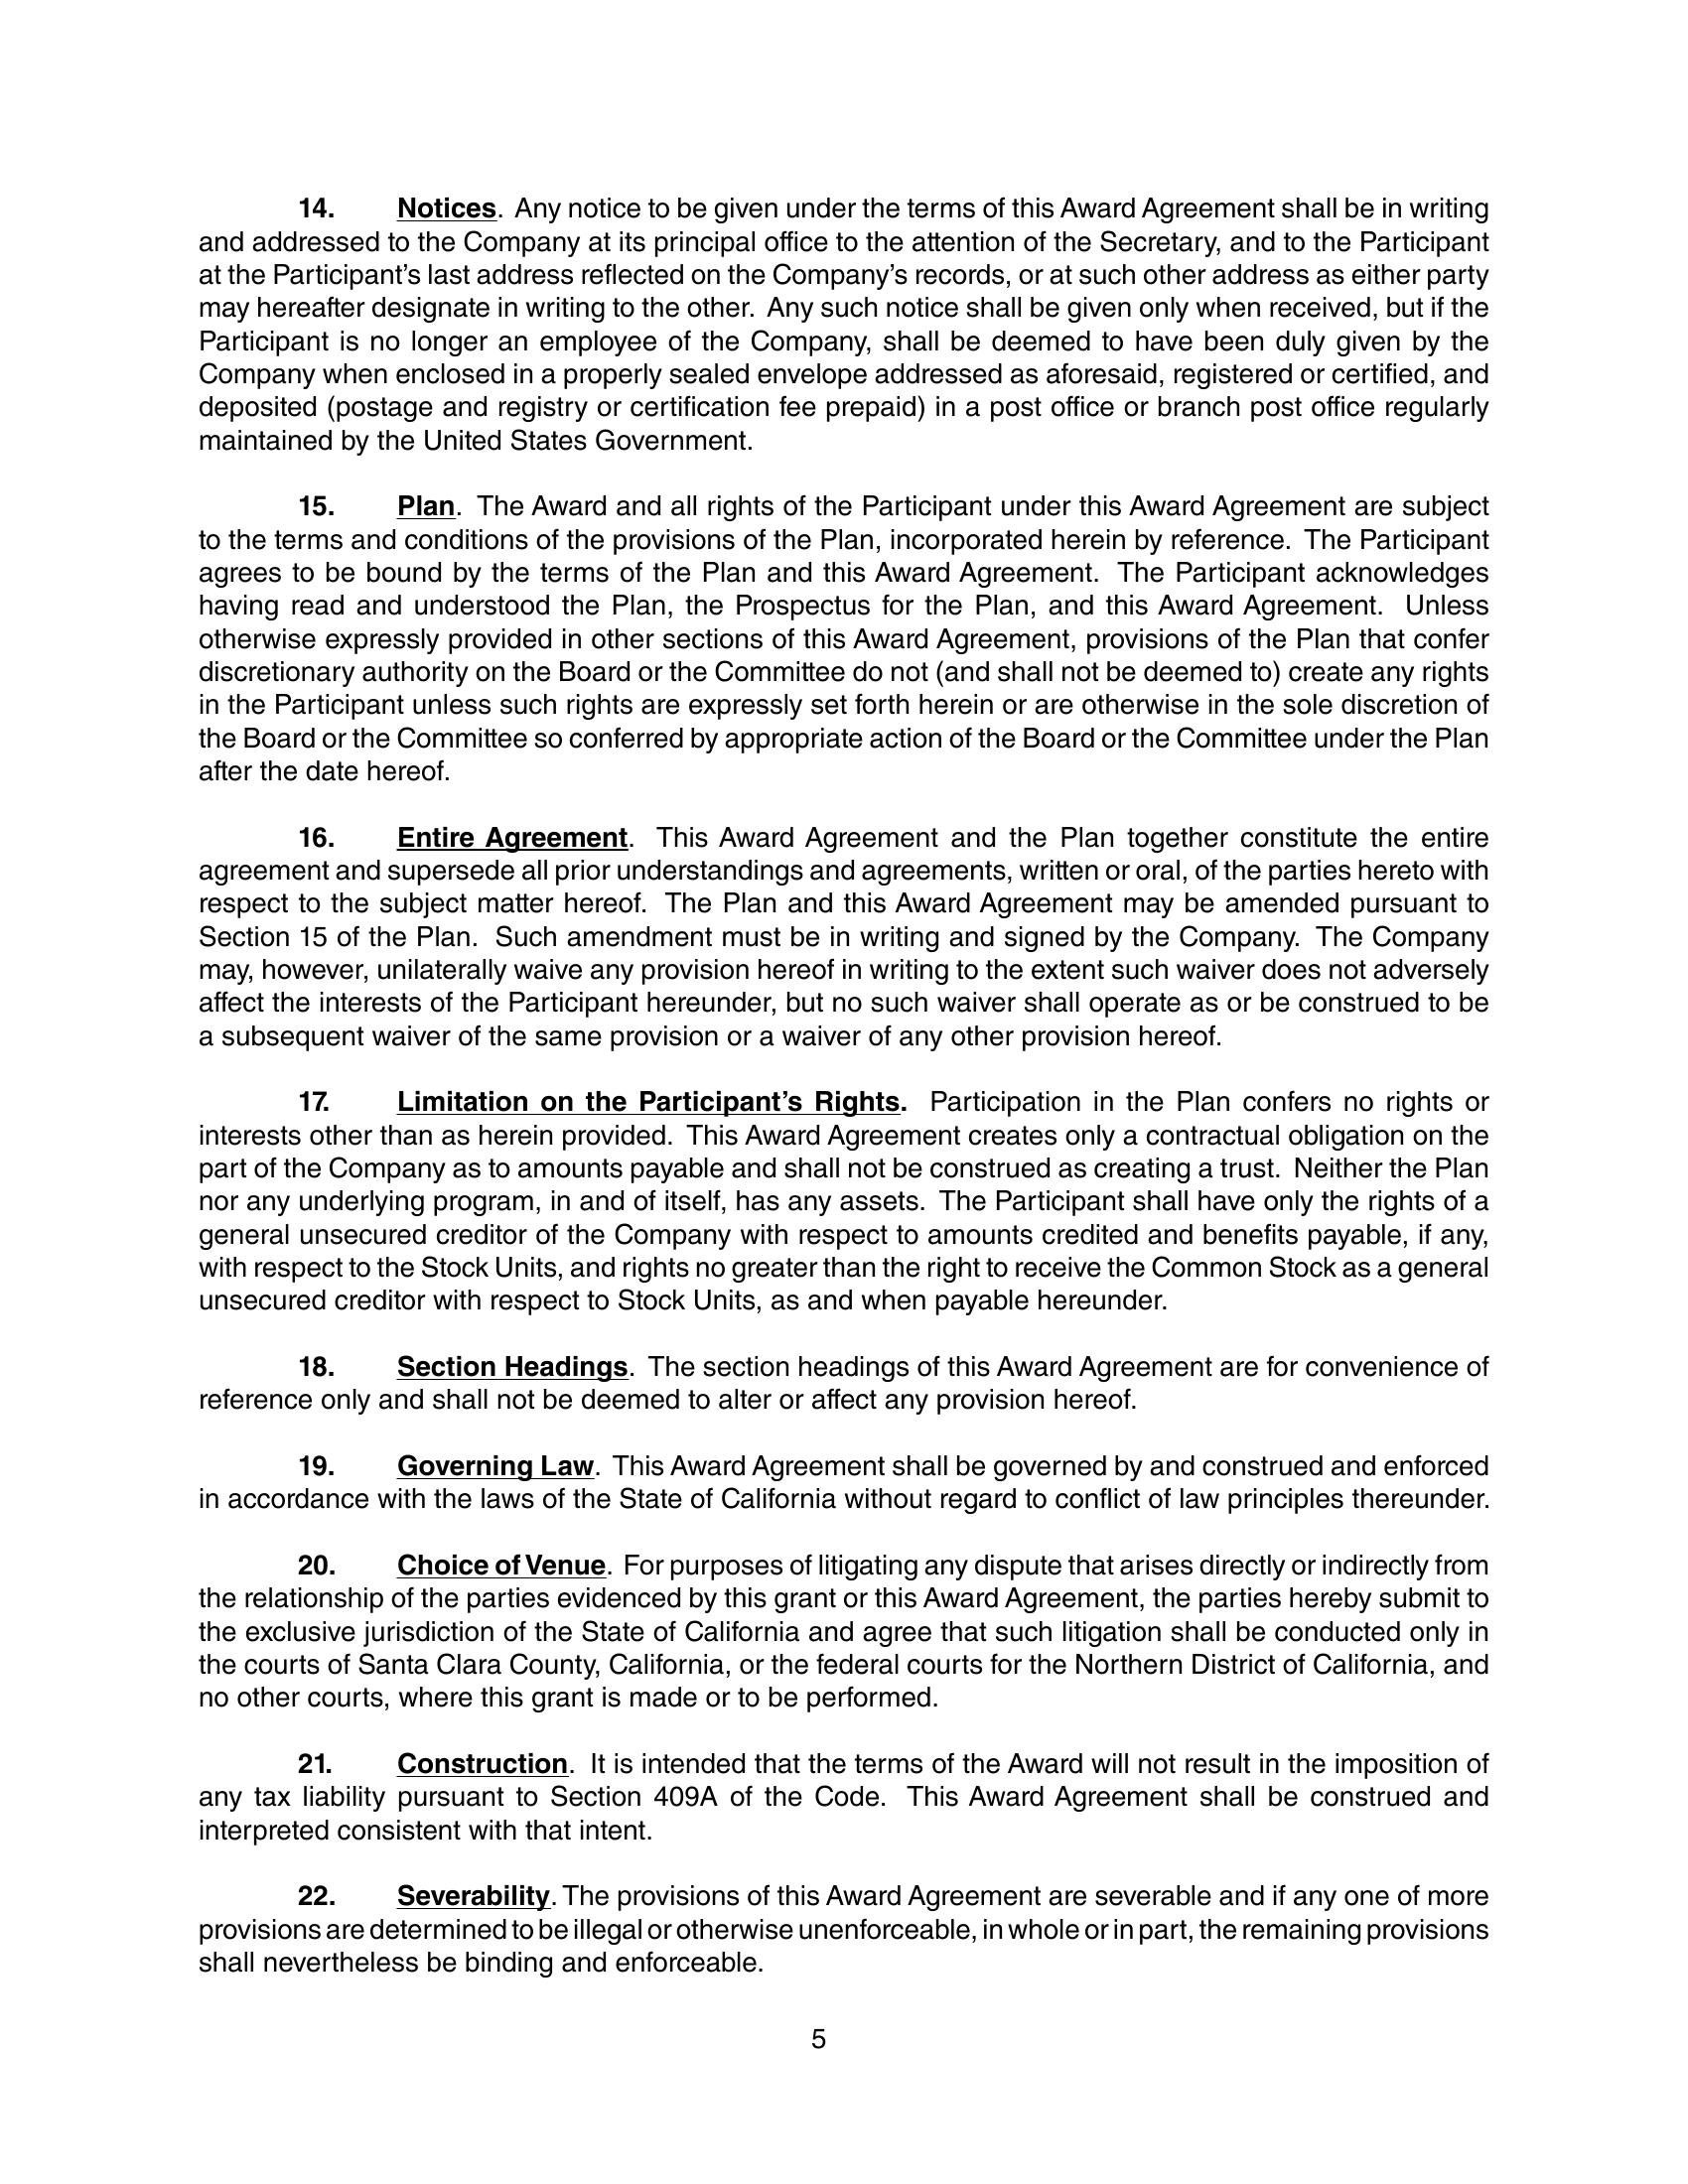 14. Notices. Any notice to be given under the terms of this Award Agreement shall be in writing
and addressed to the Company at its principal office to the attention of the Secretary, and to the Participant
at the Participant’s last address reflected on the Company’s records, or at such other address as either party
may hereafter designate in writing to the other. Any such notice shall be given only when received, but if the
Participant is no longer an employee of the Company, shall be deemed to have been duly given by the
Company when enclosed in a properly sealed envelope addressed as aforesaid, registered or certified, and
deposited (postage and registry or certification fee prepaid) in a post office or branch post office regularly
maintained by the United States Government.
15. Plan. The Award and all rights of the Participant under this Award Agreement are subject
to the terms and conditions of the provisions of the Plan, incorporated herein by reference. The Participant
agrees to be bound by the terms of the Plan and this Award Agreement. The Participant acknowledges
having read and understood the Plan, the Prospectus for the Plan, and this Award Agreement. Unless
otherwise expressly provided in other sections of this Award Agreement, provisions of the Plan that confer
discretionary authority on the Board or the Committee do not (and shall not be deemed to) create any rights
in the Participant unless such rights are expressly set forth herein or are otherwise in the sole discretion of
the Board or the Committee so conferred by appropriate action of the Board or the Committee under the Plan
after the date hereof.
16. Entire Agreement. This Award Agreement and the Plan together constitute the entire
agreement and supersede all prior understandings and agreements, written or oral, of the parties hereto with
respect to the subject matter hereof. The Plan and this Award Agreement may be amended pursuant to
Section 15 of the Plan. Such amendment must be in writing and signed by the Company. The Company
may, however, unilaterally waive any provision hereof in writing to the extent such waiver does not adversely
affect the interests of the Participant hereunder, but no such waiver shall operate as or be construed to be
a subsequent waiver of the same provision or a waiver of any other provision hereof.
17. Limitation on the Participant’s Rights. Participation in the Plan confers no rights or
interests other than as herein provided. This Award Agreement creates only a contractual obligation on the
part of the Company as to amounts payable and shall not be construed as creating a trust. Neither the Plan
nor any underlying program, in and of itself, has any assets. The Participant shall have only the rights of a
general unsecured creditor of the Company with respect to amounts credited and benefits payable, if any,
with respect to the Stock Units, and rights no greater than the right to receive the Common Stock as a general
unsecured creditor with respect to Stock Units, as and when payable hereunder.
18. Section Headings. The section headings of this Award Agreement are for convenience of
reference only and shall not be deemed to alter or affect any provision hereof.
19. Governing Law. This Award Agreement shall be governed by and construed and enforced
in accordance with the laws of the State of California without regard to conflict of law principles thereunder.
20. Choice of Venue. For purposes of litigating any dispute that arises directly or indirectly from
the relationship of the parties evidenced by this grant or this Award Agreement, the parties hereby submit to
the exclusive jurisdiction of the State of California and agree that such litigation shall be conducted only in
the courts of Santa Clara County, California, or the federal courts for the Northern District of California, and
no other courts, where this grant is made or to be performed.
21. Construction. It is intended that the terms of the Award will not result in the imposition of
any tax liability pursuant to Section 409A of the Code. This Award Agreement shall be construed and
interpreted consistent with that intent.
22. Severability. The provisions of this Award Agreement are severable and if any one of more
provisions are determined to be illegal or otherwise unenforceable, in whole or in part, the remaining provisions
shall nevertheless be binding and enforceable.
5